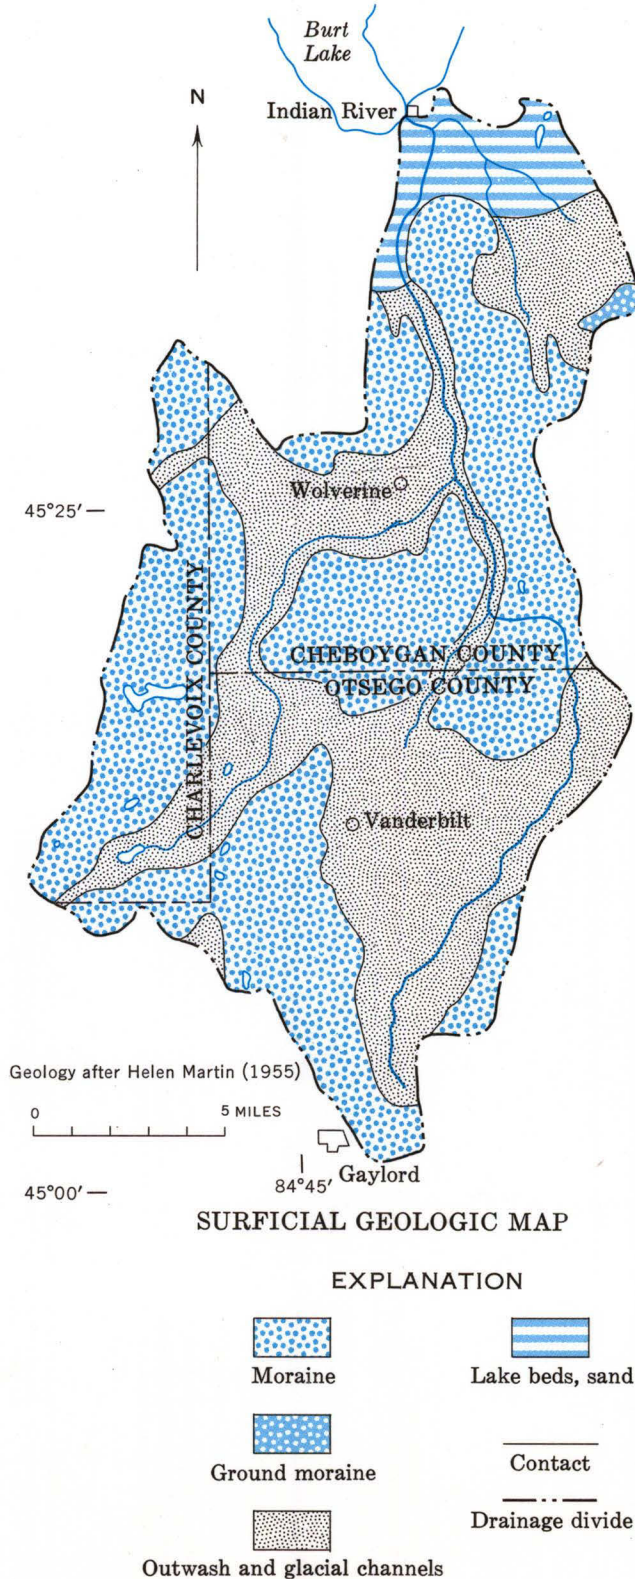 Burt
Lake
N
Indian River
45°25′
Wolverine
CHARLEVOIX COUNTY
CHEBOYGAN COUNTY
OTSEGO COUNTY
Vanderbilt
Geology after Helen Martin (1955)
0 5 MILES
Gaylord
84°45′
45°00′
SURFICIAL GEOLOGIC MAP
EXPLANATION
Moraine
Lake beds, sand
Ground moraine
Contact
Drainage divide
Outwash and glacial channels